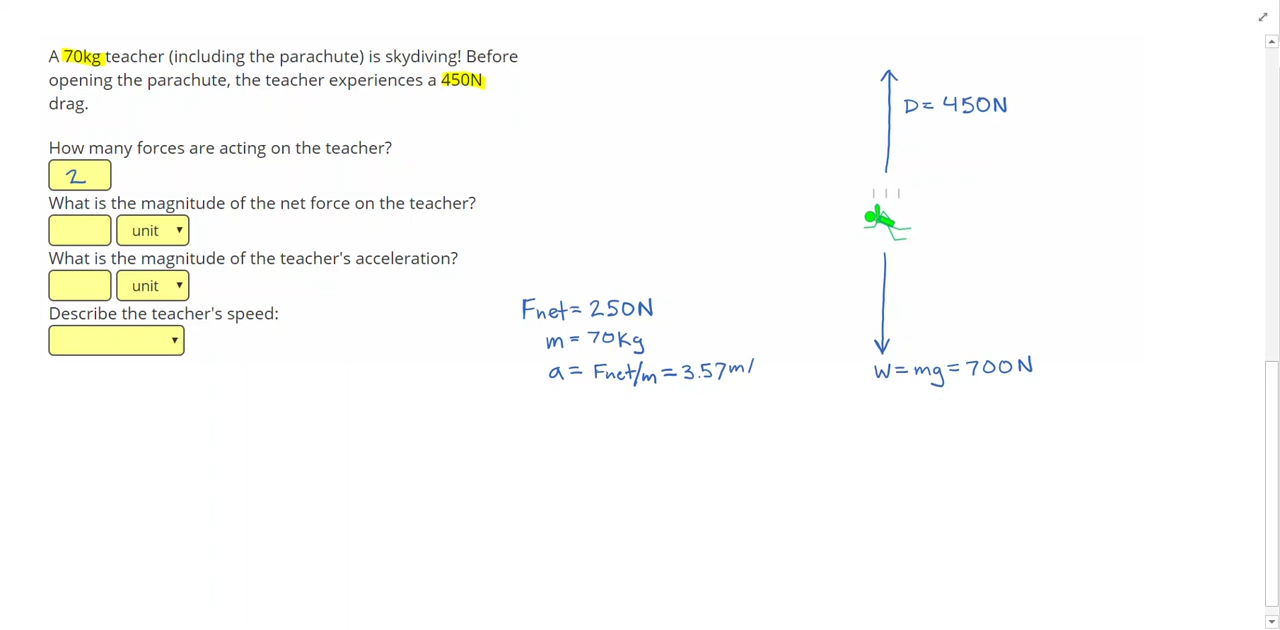 A 70kg teacher (including the parachute) is skydiving! Before
opening the parachute, the teacher experiences a 450N
drag.
How many forces are acting on the teacher?
2
What is the magnitude of the net force on the teacher?
unit
What is the magnitude of the teacher's acceleration?
unit
Describe the teacher's speed:
Fnet = 250N
m = 70Kg
a = Fnet/m = 3.57m/
D = 450N
W = mg = 700N